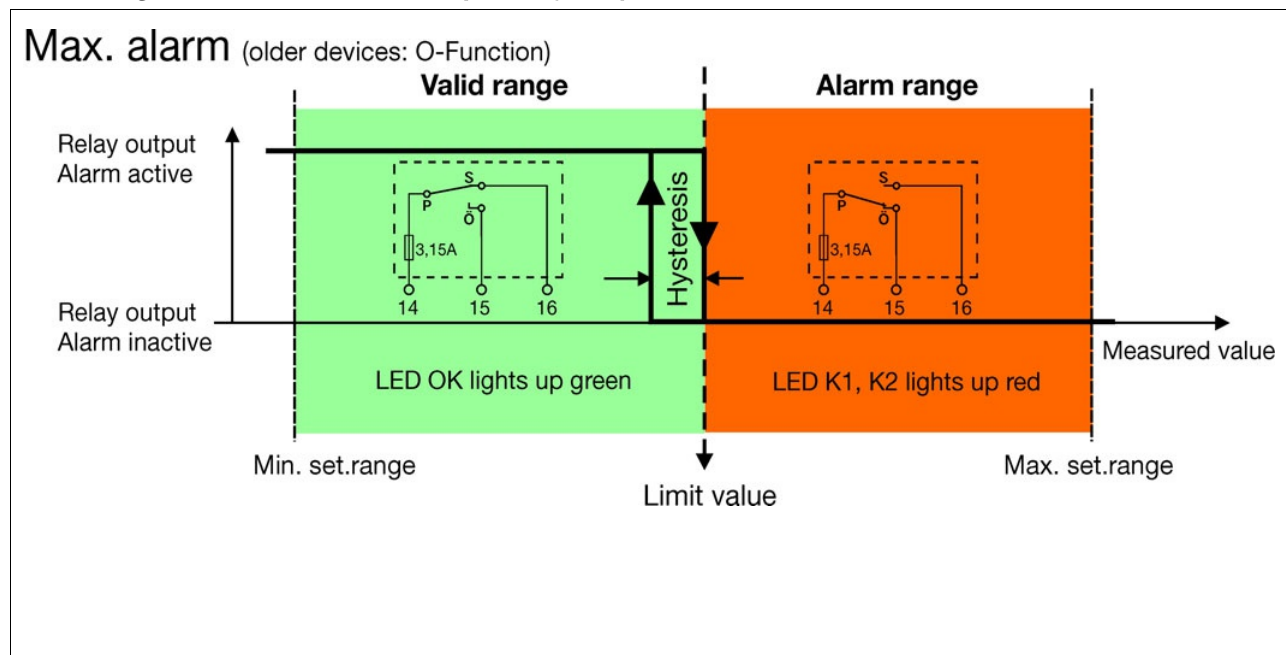 Max. alarm (older devices: O-Function)
Valid range
Alarm range
Relay output
Alarm active
S
P
Ö
3,15A
14
15
16
Hysteresis
S
P
Ö
3,15A
14
15
16
Relay output
Alarm inactive
Measured value
LED OK lights up green
LED K1, K2 lights up red
Min. set.range
Max. set.range
Limit value